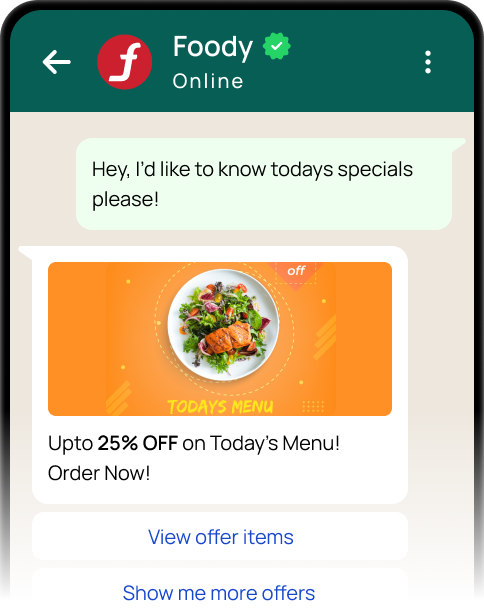 Foody
Online
Hey, I'd like to know todays specials
please!
off
TODAYS MENU
Upto 25% OFF on Today's Menu!
Order Now!
View offer items
Show me more offers